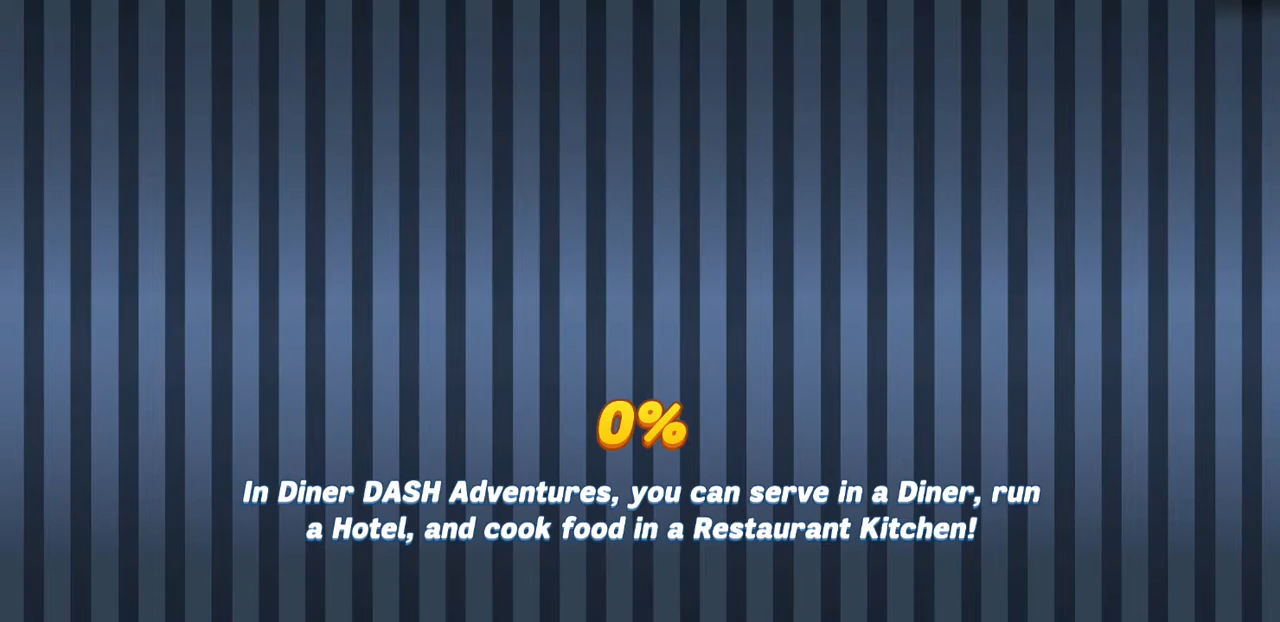 0%
In Diner DASH Adventures, you can serve in a Diner, run
a Hotel, and cook food in a Restaurant Kitchen!